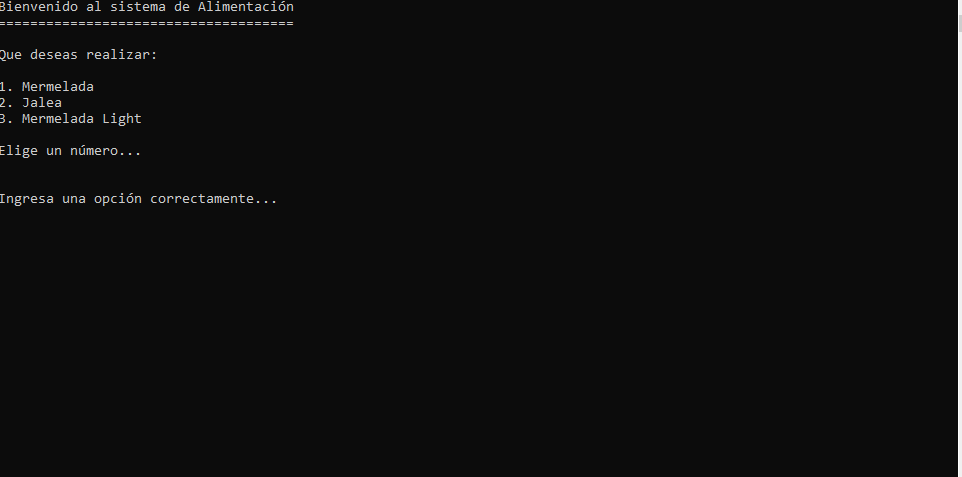 Bienvenido al sistema de Alimentación
=====================================
Que deseas realizar:
1. Mermelada
2. Jalea
3. Mermelada Light
Elige un número...
Ingresa una opción correctamente...